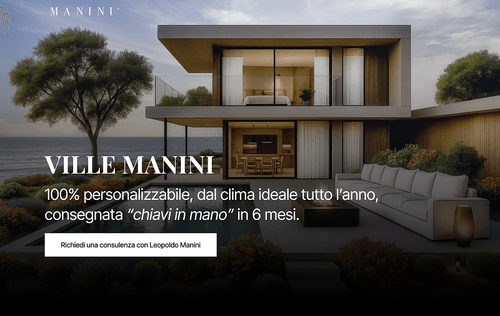 MANINI®
VILLE MANINI
100% personalizzabile, dal clima ideale tutto l’anno,
consegnata “chiavi in mano” in 6 mesi.
Richiedi una consulenza con Leopoldo Manini